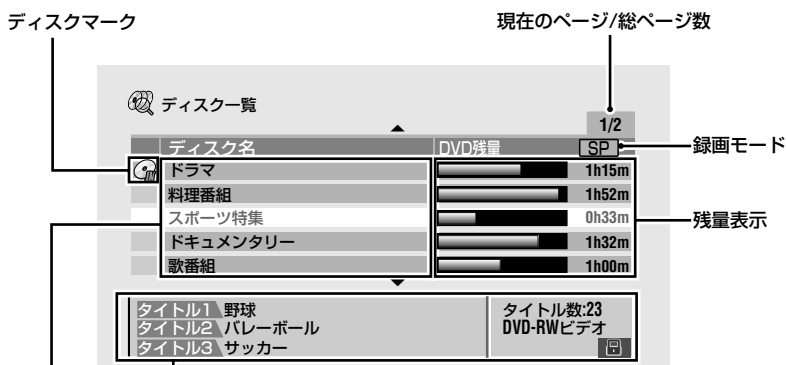 ディスクマーク
現在のページ/総ページ数
ディスク一覧
1/2
ディスク名 DVD残量 SP
録画モード
ドラマ 1h15m
料理番組 1h52m
スポーツ特集 0h33m
残量表示
ドキュメンタリー 1h32m
歌番組 1h00m
タイトル1 野球
タイトル2 バレーボール
タイトル3 サッカー
タイトル数:23
DVD-RWビデオ